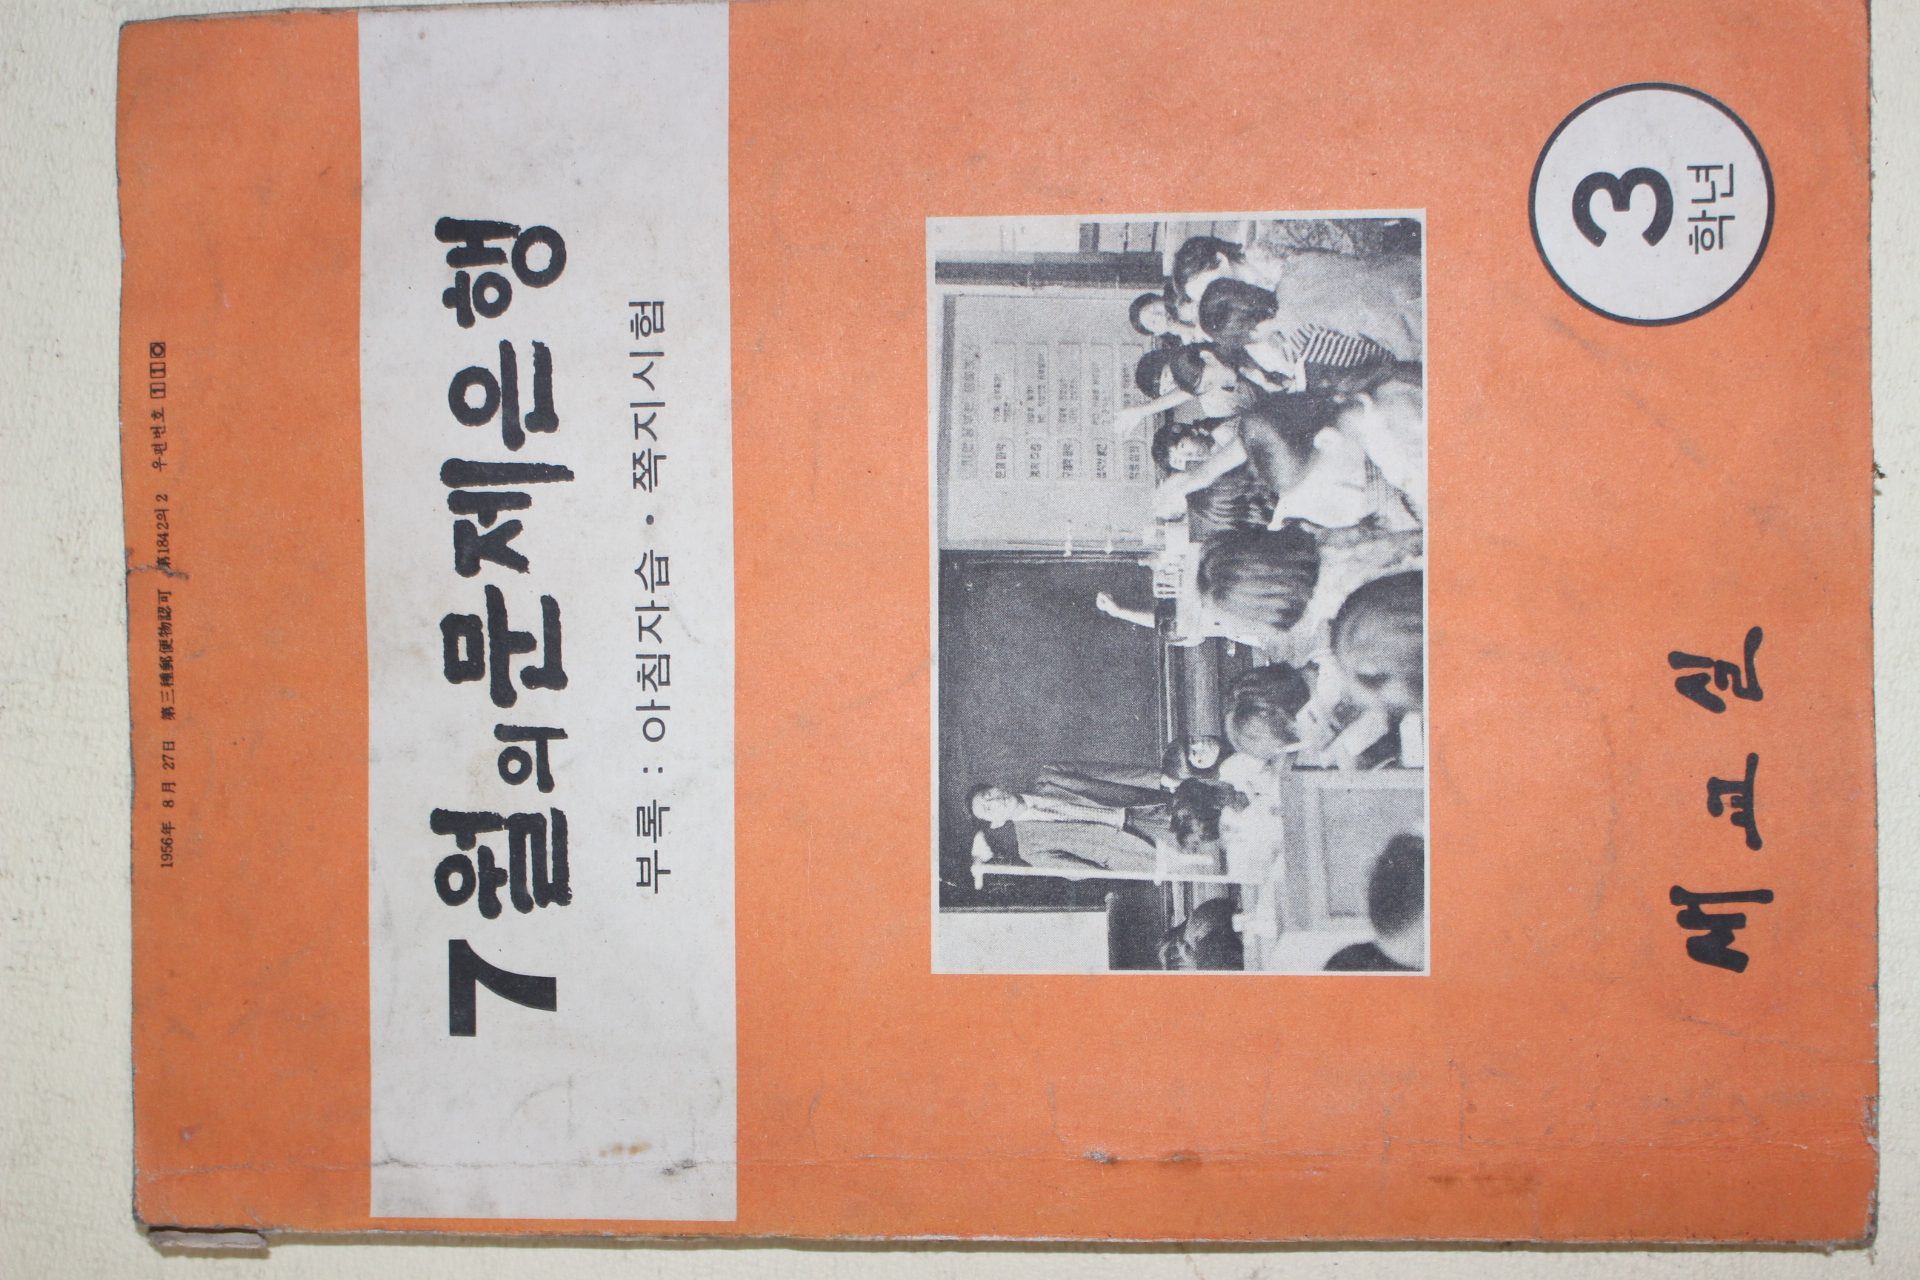 1956年 8月 27日 第三種郵便物認可 第1842의 2 우편번호 110
7월의 문제은행
부록 : 아침자습 · 쪽지시험
3
학년
새교실